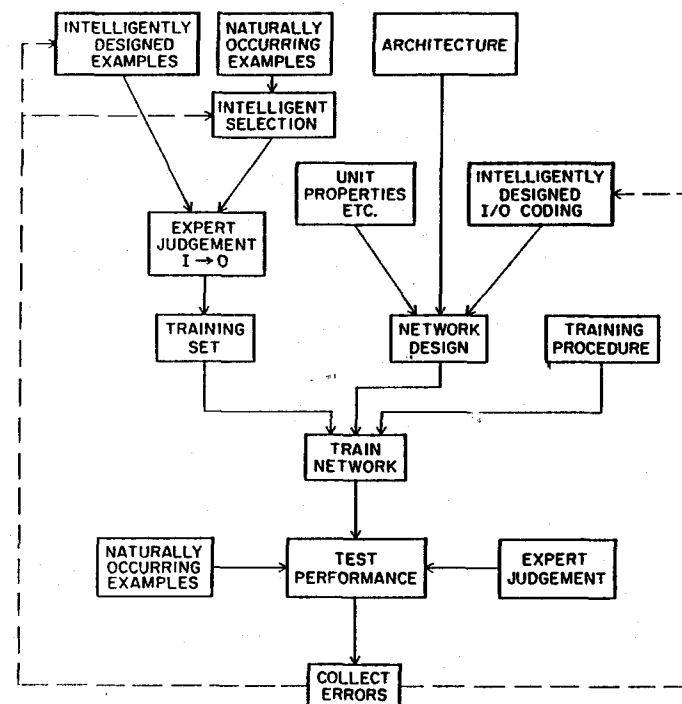 INTELLIGENTLY
DESIGNED
EXAMPLES
NATURALLY
OCCURRING
EXAMPLES
ARCHITECTURE
INTELLIGENT
SELECTION
UNIT
PROPERTIES
ETC.
INTELLIGENTLY
DESIGNED
I/O CODING
EXPERT
JUDGEMENT
I → O
TRAINING
SET
NETWORK
DESIGN
TRAINING
PROCEDURE
TRAIN
NETWORK
NATURALLY
OCCURRING
EXAMPLES
TEST
PERFORMANCE
EXPERT
JUDGEMENT
COLLECT
ERRORS